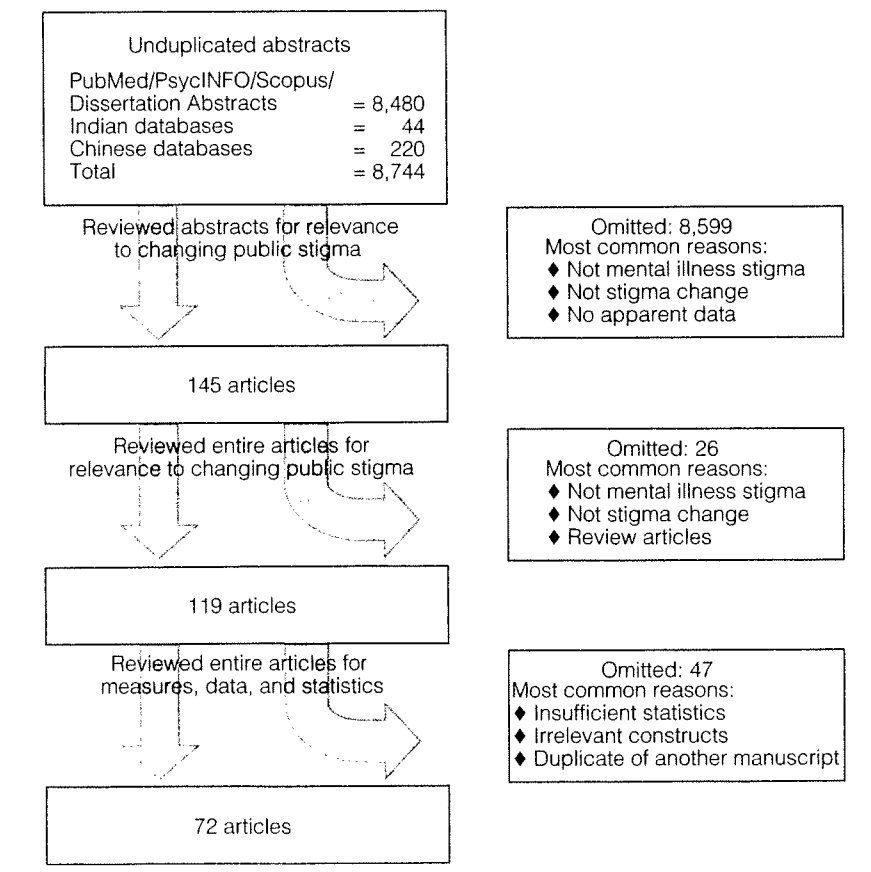 Unduplicated abstracts
PubMed/PsycINFO/Scopus/
Dissertation Abstracts = 8,480
Indian databases = 44
Chinese databases = 220
Total = 8,744
Reviewed abstracts for relevance
to changing public stigma
Omitted: 8,599
Most common reasons:
♦ Not mental illness stigma
♦ Not stigma change
♦ No apparent data
145 articles
Reviewed entire articles for
relevance to changing public stigma
Omitted: 26
Most common reasons:
♦ Not mental illness stigma
♦ Not stigma change
♦ Review articles
119 articles
Reviewed entire articles for
measures, data, and statistics
Omitted: 47
Most common reasons:
♦ Insufficient statistics
♦ Irrelevant constructs
♦ Duplicate of another manuscript
72 articles